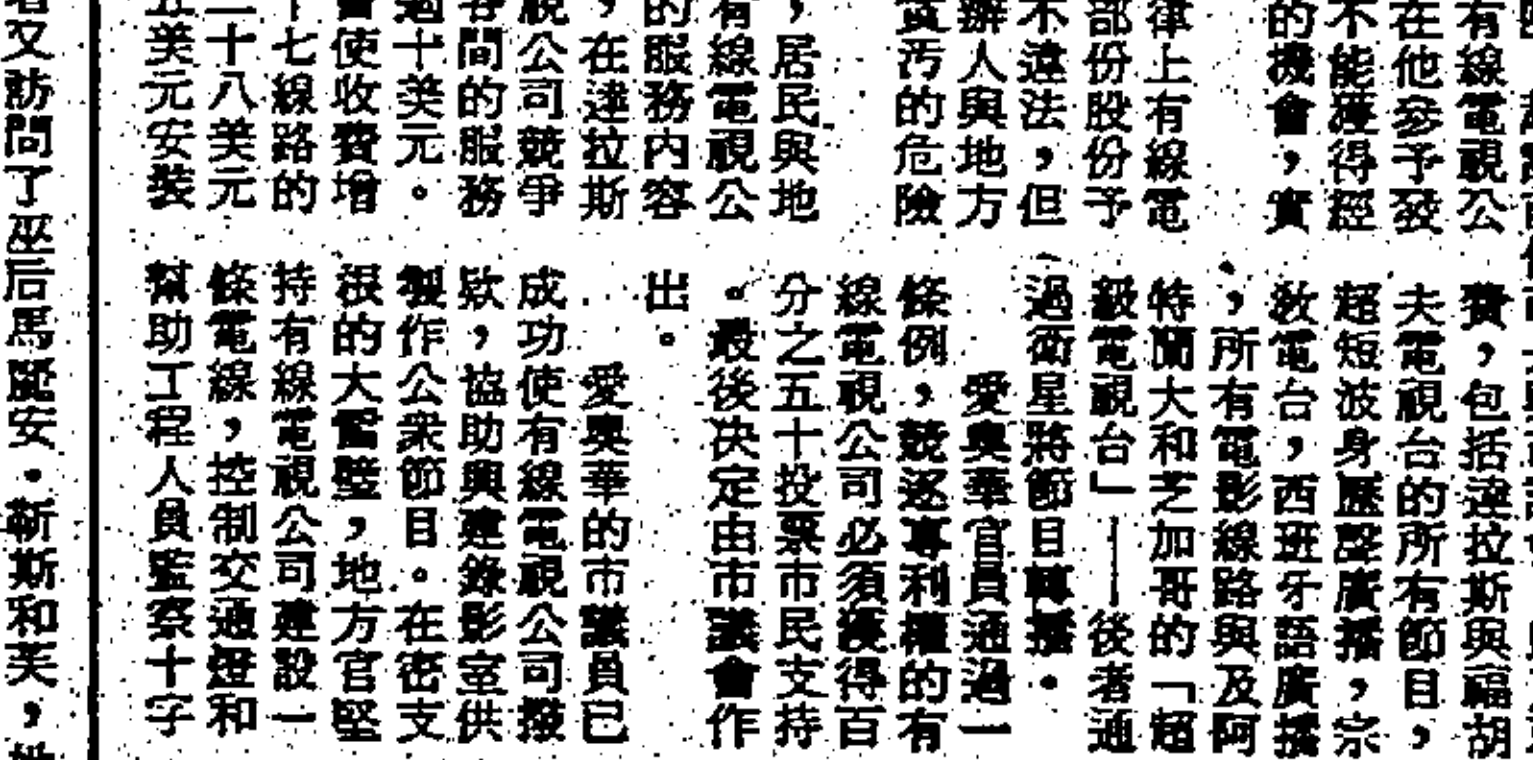 有線電視公
在他參予發
不能獲得經
的機會，實
律上有線電
部份股份予
不違法，但
辦人與地方
貪污的危險
，居民與地
有線電視公
的服務內容
，在達拉斯
視公司競爭
容間的服務
過十美元。
會使收費增
十七線路的
二十八美元
五美元安裝
費，包括達拉斯與福胡
夫電視台的所有節目，
超短波身歷聲廣播，宗
教電台，西班牙語廣播
，所有電影線路與及阿
特蘭大和芝加哥的「超
級電視台」——後者通
過衛星將節目轉播。
愛奧華官員通過一
條例，競逐專利權的有
線電視公司必須獲得百
分之五十投票市民支持
。最後決定由市議會作
出。
愛奧華的市議員已
成功使有線電視公司撥
欵，協助興建錄影室供
製作公衆節目。在密支
根的大霤壁，地方官堅
持有線電視公司建設一
條電線，控制交通燈和
幫助工程人員監察十字
者又訪問了巫后馬麗安·靳斯和芙，她